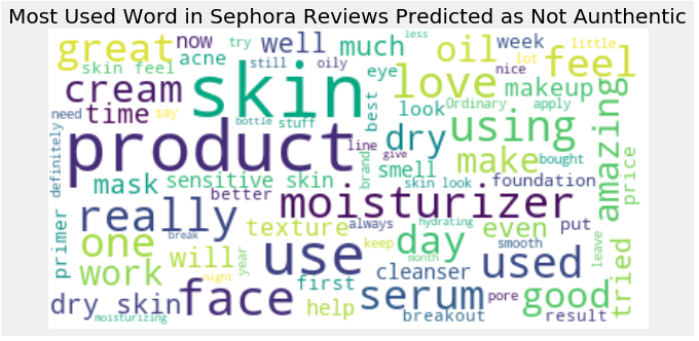 Most Used Word in Sephora Reviews Predicted as Not Aunthentic
great now try well much less oil week little
skin feel acne still oily eye lot feel
cream skin love nice makeup
need time say best look Ordinary apply amazing
definitely product bottle stuff line dry using price
brand give smell make bought
mask sensitive skin skin look foundation
better moisturizer
primer really texture always hydrating even put
one break keep day smooth leave tried
work will year use month cleanser used
night first pore good
dry skin face help serum
moisturizing breakout result